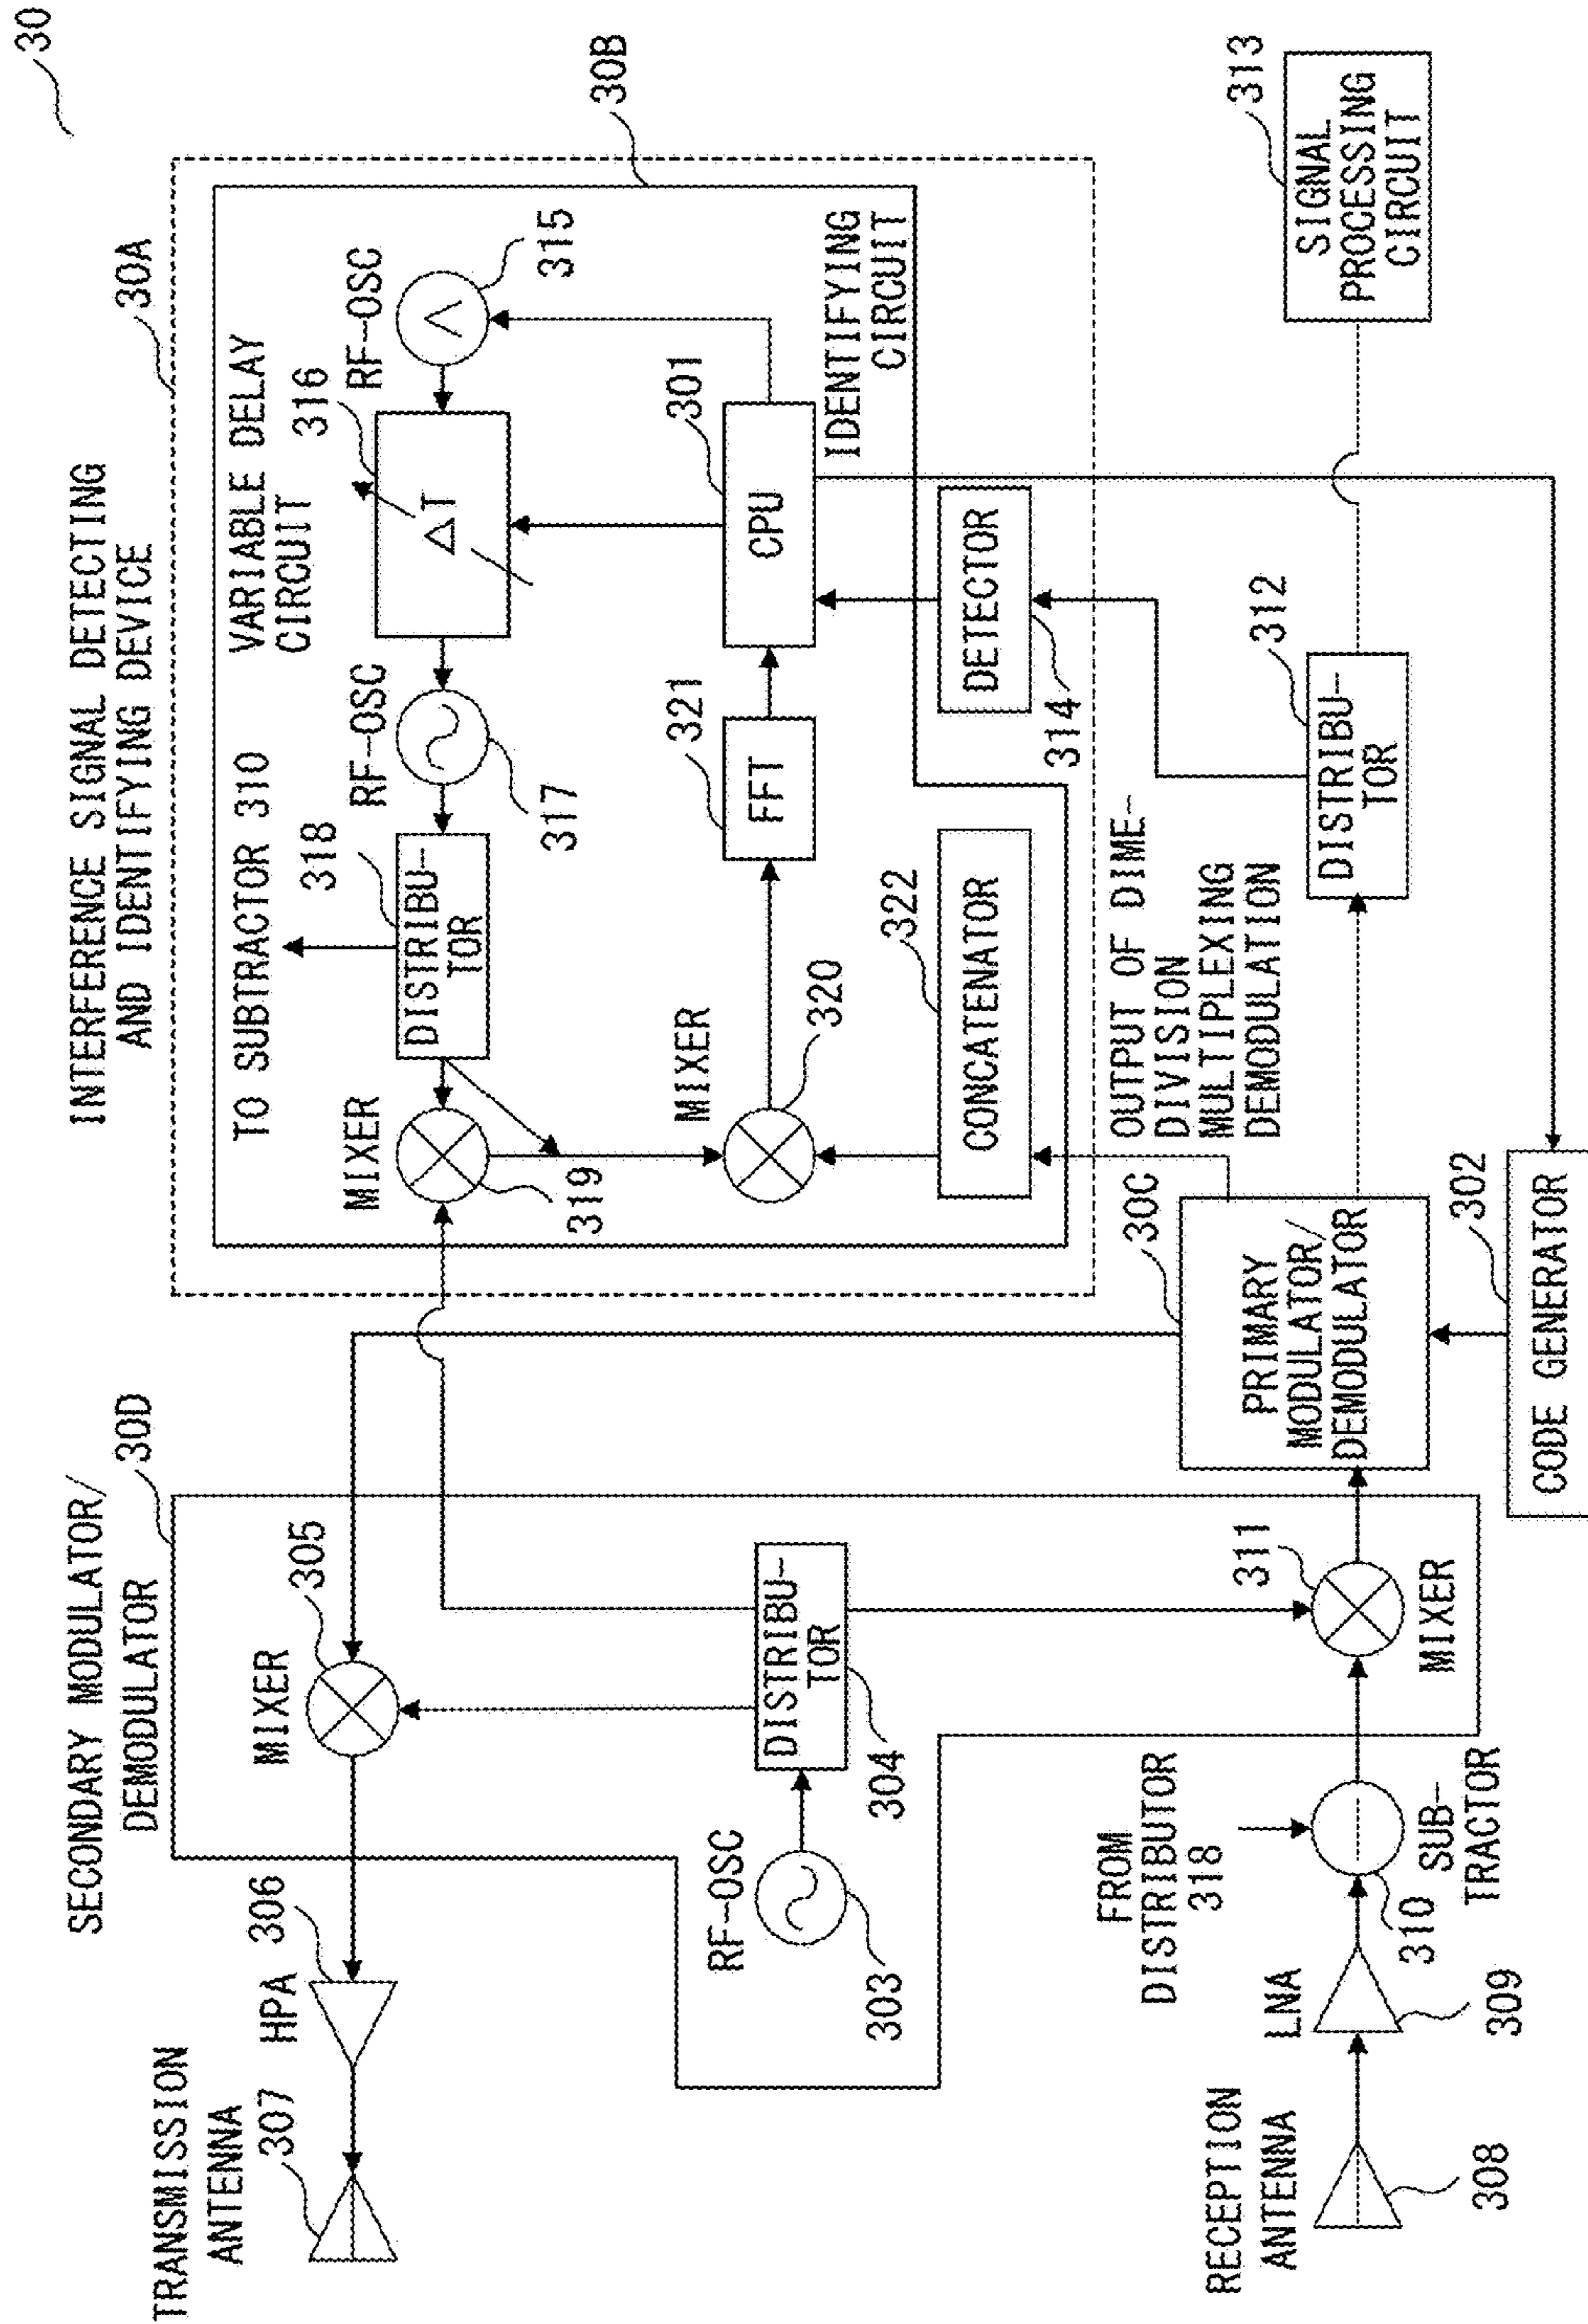 30
INTERFERENCE SIGNAL DETECTING
AND IDENTIFYING DEVICE
30A
30B
SECONDARY MODULATOR/
DEMODULATOR
30D
TRANSMISSION
ANTENNA
307
HPA
306
MIXER
305
TO SUBTRACTOR 310
VARIABLE DELAY
CIRCUIT
MIXER
319
318
DISTRIBU-
TOR
RF-OSC
317
316
ΔT
RF-OSC
315
MIXER
320
321
FFT
301
CPU
IDENTIFYING
CIRCUIT
322
CONCATENATOR
DETECTOR
314
RF-OSC
303
DISTRIBU-
TOR
304
OUTPUT OF DIME-
DIVISION
MULTIPLEXING
DEMODULATION
RECEPTION
ANTENNA
308
LNA
309
FROM
DISTRIBUTOR
318
310
SUB-
TRACTOR
311
MIXER
30C
PRIMARY
MODULATOR/
DEMODULATOR
312
DISTRIBU-
TOR
313
SIGNAL
PROCESSING
CIRCUIT
302
CODE GENERATOR